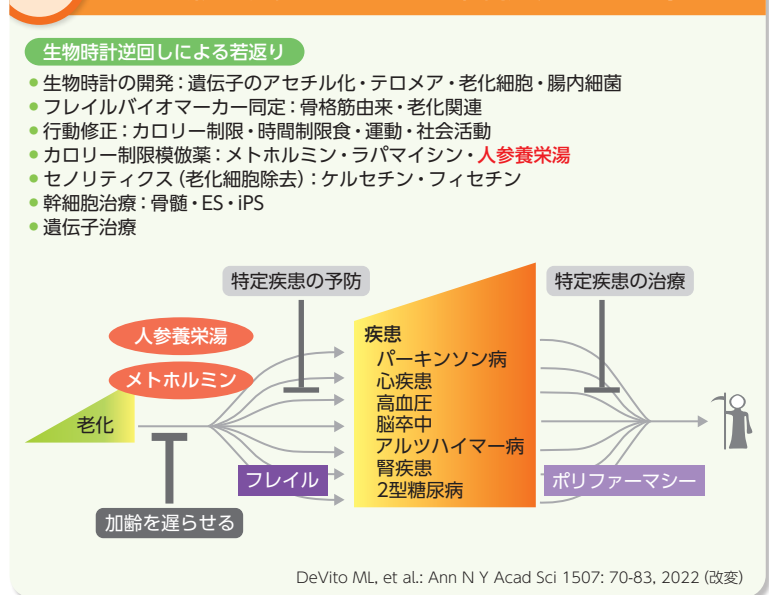 生物時計逆回しによる若返り
● 生物時計の開発：遺伝子のアセチル化・テロメア・老化細胞・腸内細菌
● フレイルバイオマーカー同定：骨格筋由来・老化関連
● 行動修正：カロリー制限・時間制限食・運動・社会活動
● カロリー制限模倣薬：メトホルミン・ラパマイシン・人参養栄湯
● セノリティクス（老化細胞除去）：ケルセチン・フィセチン
● 幹細胞治療：骨髄・ES・iPS
● 遺伝子治療
特定疾患の予防
特定疾患の治療
人参養栄湯
メトホルミン
老化
疾患
パーキンソン病
心疾患
高血圧
脳卒中
アルツハイマー病
腎疾患
2型糖尿病
フレイル
ポリファーマシー
加齢を遅らせる
DeVito ML, et al.: Ann N Y Acad Sci 1507: 70-83, 2022（改変）